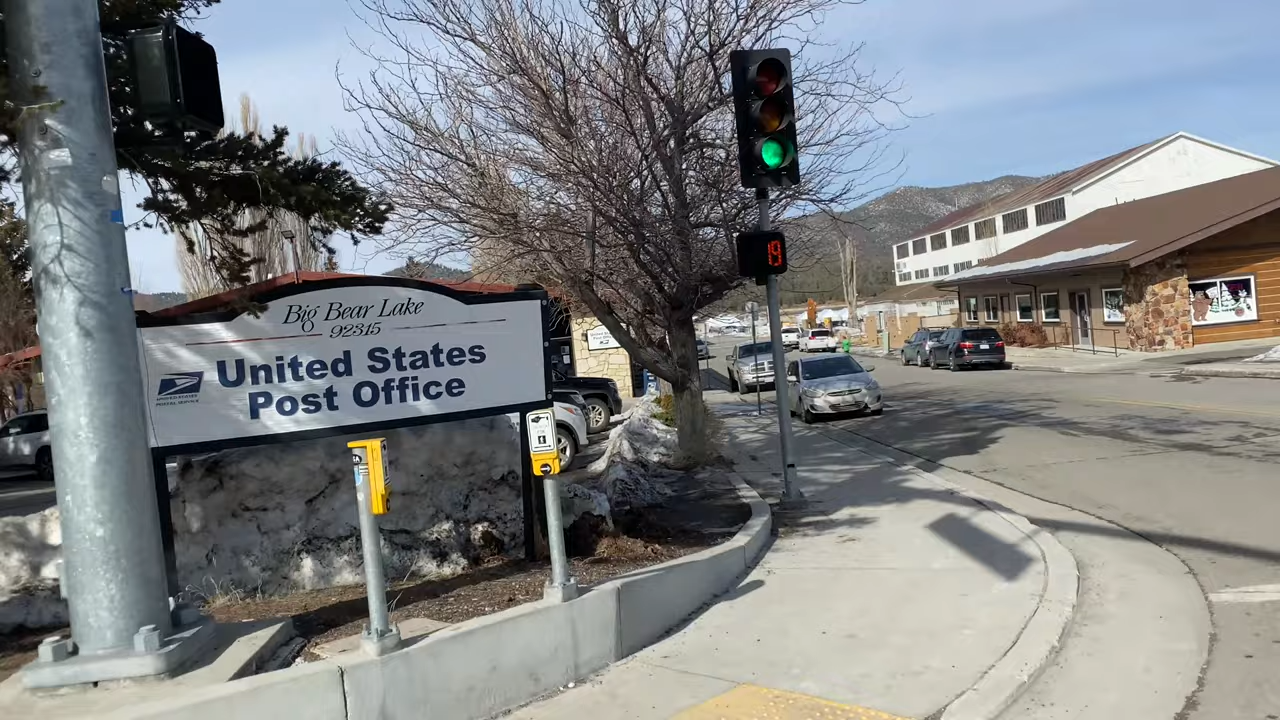 Big Bear Lake
92315
United States
Post Office
UNITED STATES
POSTAL SERVICE
19